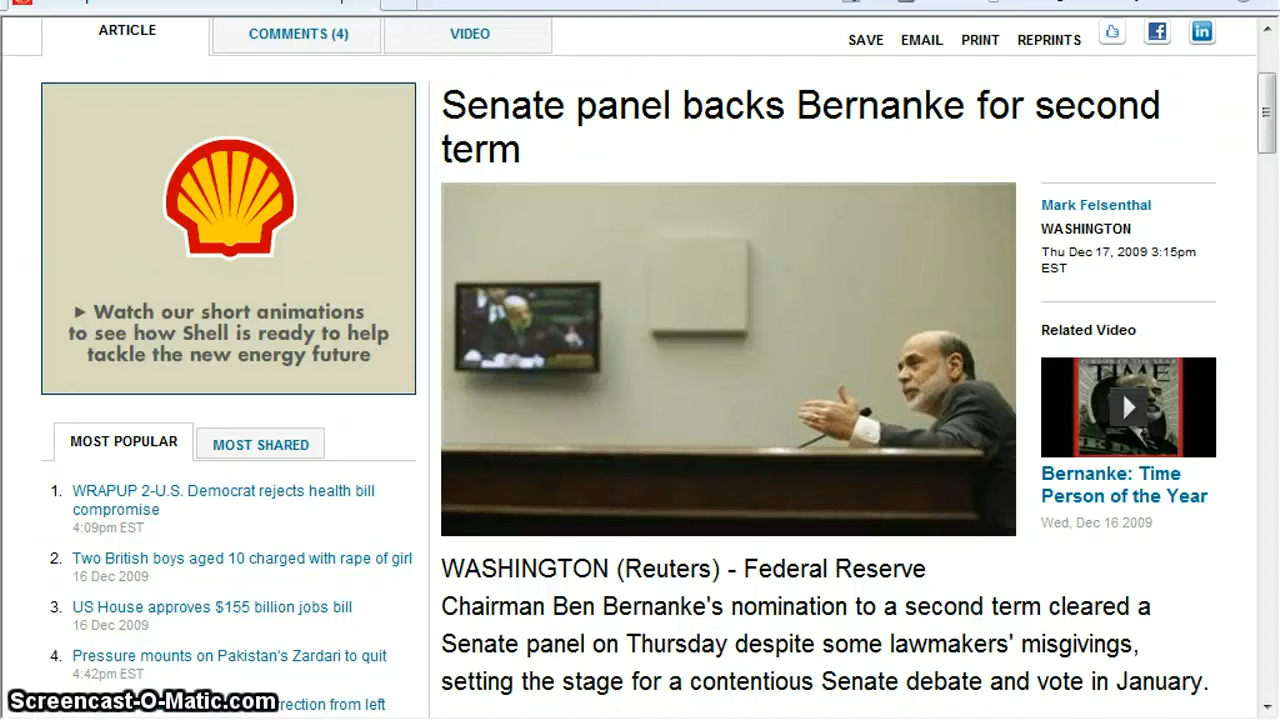 ARTICLE
COMMENTS (4)
VIDEO
SAVE
EMAIL
PRINT
REPRINTS
Senate panel backs Bernanke for second
term
▶ Watch our short animations
to see how Shell is ready to help
tackle the new energy future
MOST POPULAR
MOST SHARED
1. WRAPUP 2-U.S. Democrat rejects health bill
compromise
4:09pm EST
2. Two British boys aged 10 charged with rape of girl
16 Dec 2009
3. US House approves $155 billion jobs bill
16 Dec 2009
4. Pressure mounts on Pakistan's Zardari to quit
4:42pm EST
rection from left
Mark Felsenthal
WASHINGTON
Thu Dec 17, 2009 3:15pm
EST
Related Video
TIME
Bernanke: Time
Person of the Year
Wed, Dec 16 2009
WASHINGTON (Reuters) - Federal Reserve
Chairman Ben Bernanke's nomination to a second term cleared a
Senate panel on Thursday despite some lawmakers' misgivings,
setting the stage for a contentious Senate debate and vote in January.
Screencast-O-Matic.com